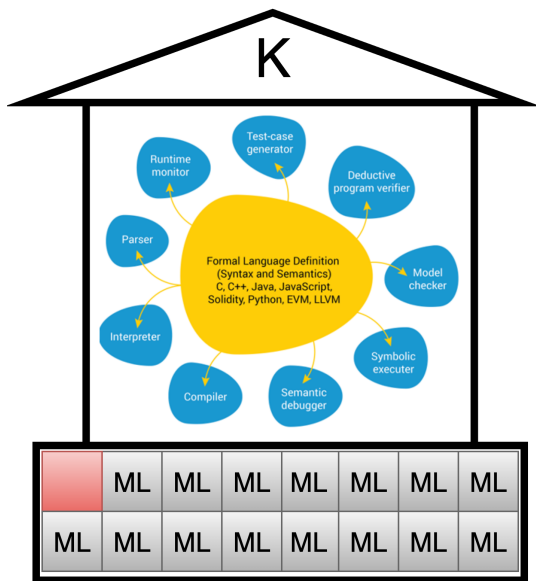 K
Test-case
generator
Runtime
monitor
Deductive
program verifier
Parser
Formal Language Definition
(Syntax and Semantics)
C, C++, Java, JavaScript,
Solidity, Python, EVM, LLVM
Model
checker
Interpreter
Symbolic
executer
Compiler
Semantic
debugger
ML ML ML ML ML ML ML
ML ML ML ML ML ML ML ML